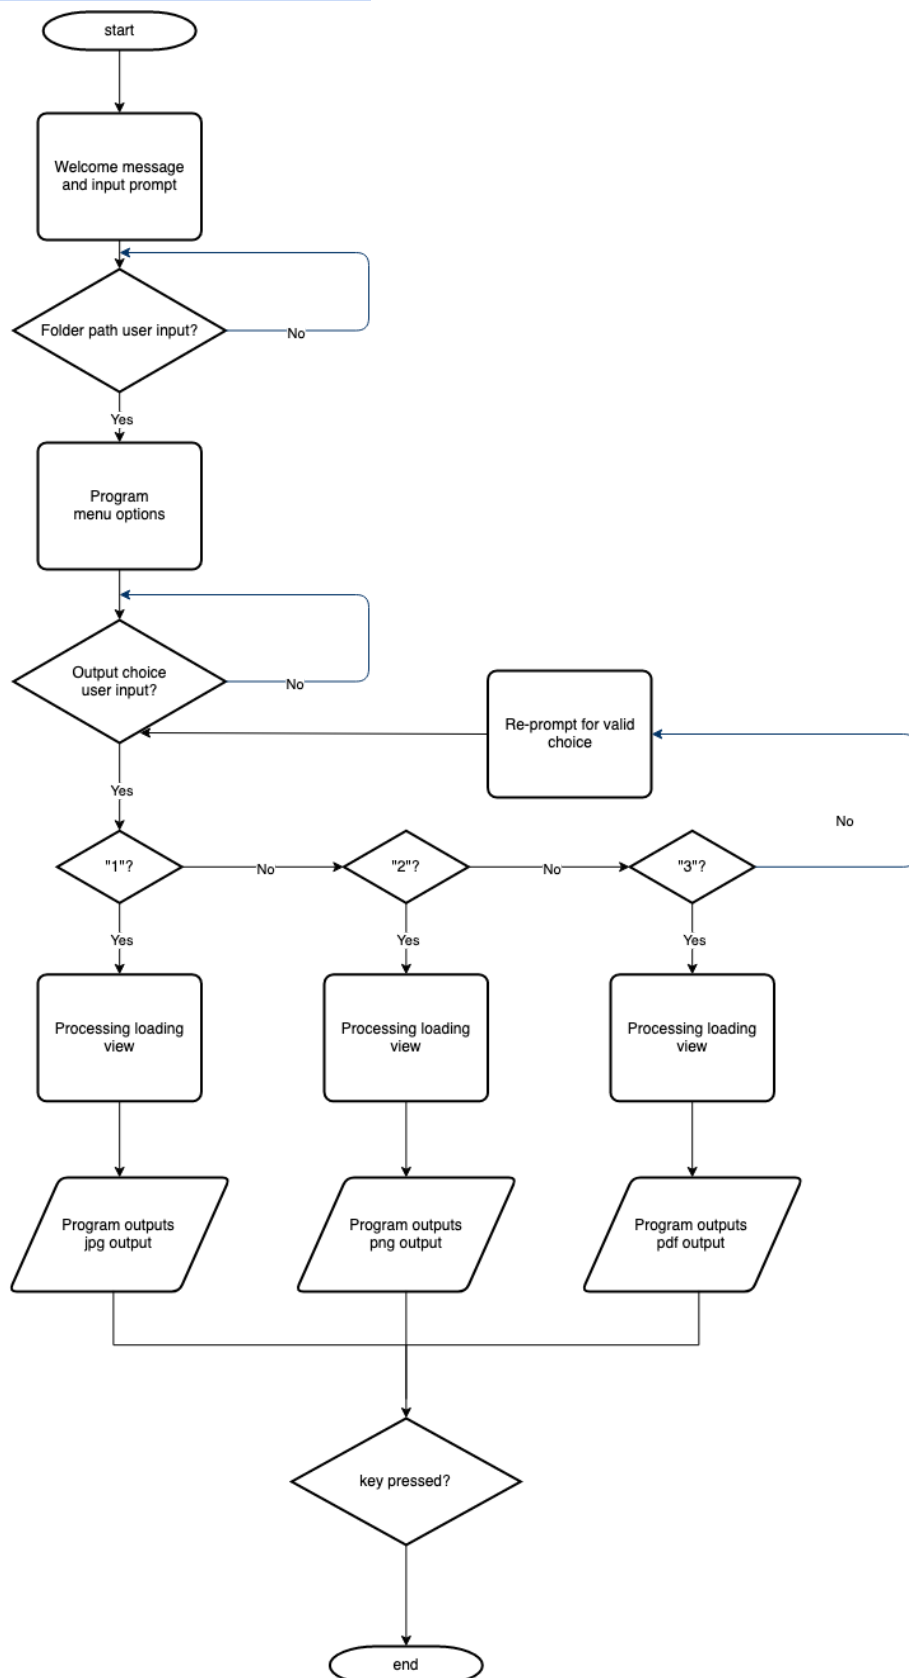 start
Welcome message
and input prompt
Folder path user input?
No
Yes
Program
menu options
Output choice
user input?
No
Re-prompt for valid
choice
Yes
No
"1"?
No
"2"?
No
"3"?
Yes
Yes
Yes
Processing loading
view
Processing loading
view
Processing loading
view
Program outputs
jpg output
Program outputs
png output
Program outputs
pdf output
key pressed?
end